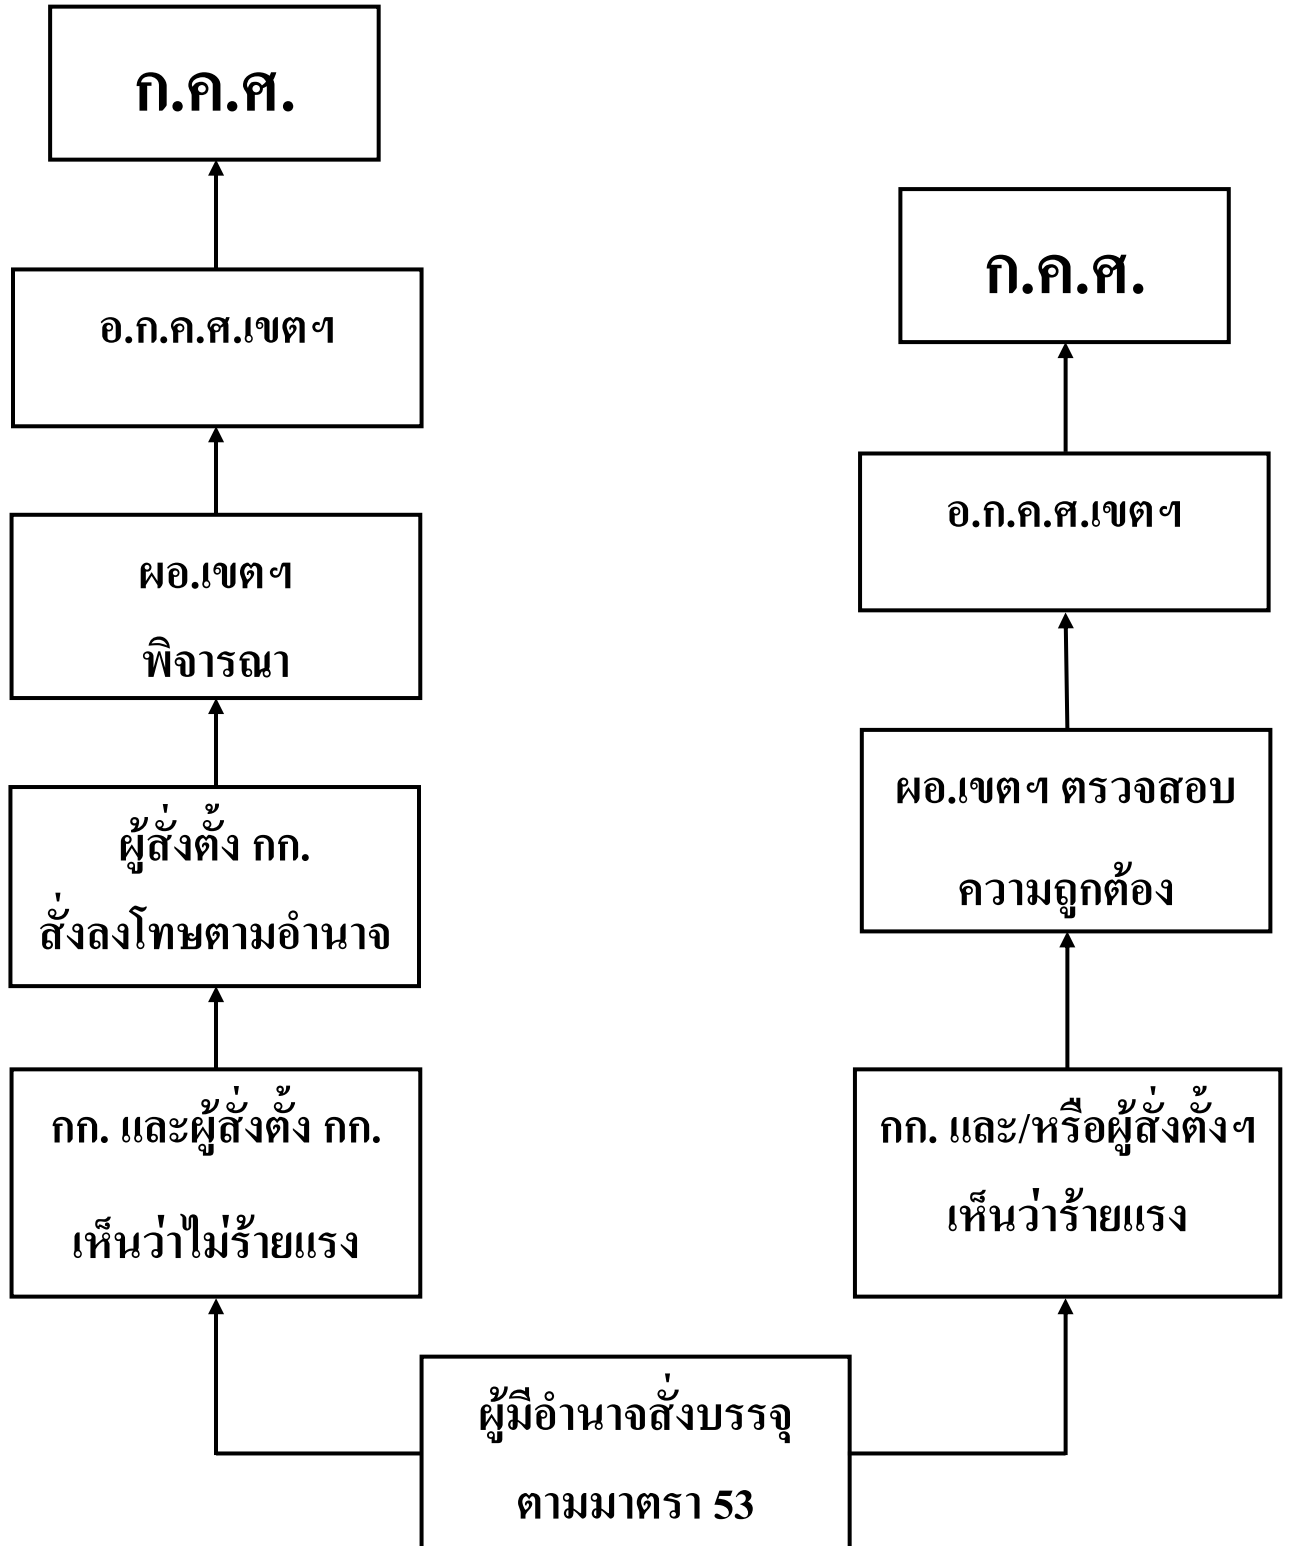 ก.ค.ศ.
อ.ก.ค.ศ.เขตฯ
ผอ.เขตฯ
พิจารณา
ผู้สั่งตั้ง กก.
สั่งลงโทษตามอำนาจ
กก. และผู้สั่งตั้ง กก.
เห็นว่าไม่ร้ายแรง
ก.ค.ศ.
อ.ก.ค.ศ.เขตฯ
ผอ.เขตฯ ตรวจสอบ
ความถูกต้อง
กก. และ/หรือผู้สั่งตั้งฯ
เห็นว่าร้ายแรง
ผู้มีอำนาจสั่งบรรจุ
ตามมาตรา 53